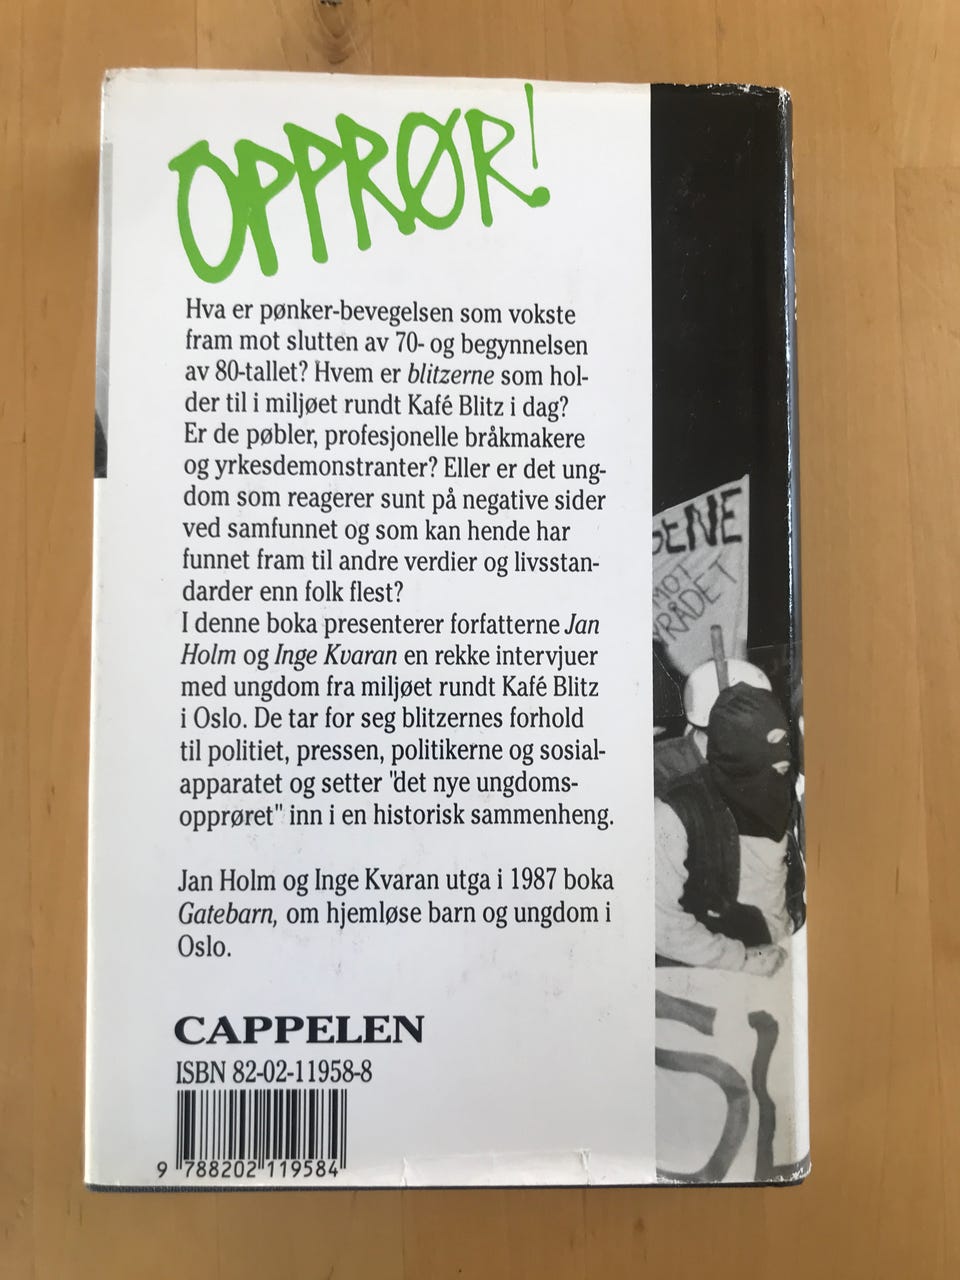 OPPRØR!
Hva er pønker-bevegelsen som vokste
fram mot slutten av 70- og begynnelsen
av 80-tallet? Hvem er blitzerne som hol-
der til i miljøet rundt Kafé Blitz i dag?
Er de pøbler, profesjonelle bråkmakere
og yrkesdemonstranter? Eller er det ung-
dom som reagerer sunt på negative sider
ved samfunnet og som kan hende har
funnet fram til andre verdier og livsstan-
darder enn folk flest?
I denne boka presenterer forfatterne Jan
Holm og Inge Kvaran en rekke intervjuer
med ungdom fra miljøet rundt Kafé Blitz
i Oslo. De tar for seg blitzernes forhold
til politiet, pressen, politikerne og sosial-
apparatet og setter "det nye ungdoms-
opprøret" inn i en historisk sammenheng.
Jan Holm og Inge Kvaran utga i 1987 boka
Gatebarn, om hjemløse barn og ungdom i
Oslo.
CAPPELEN
ISBN 82-02-11958-8
9 788202 119584
ENE
MOT
RÅDET